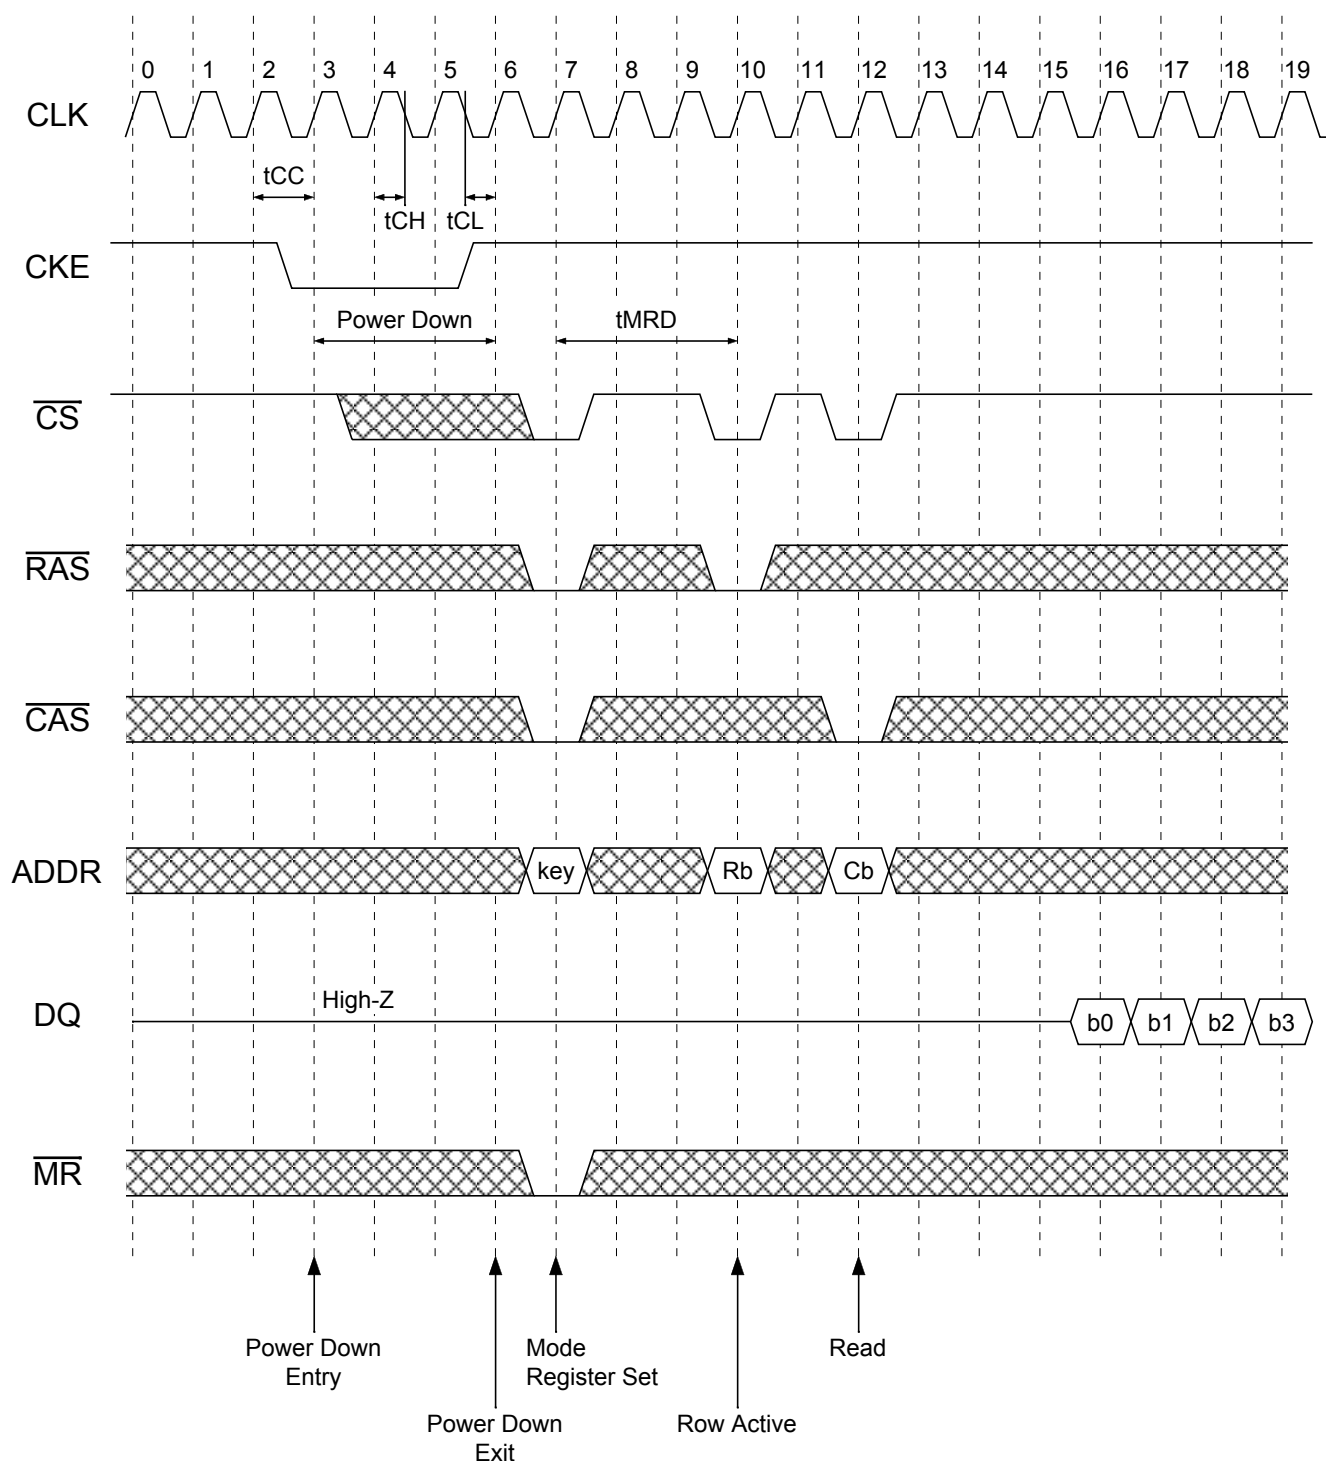 0 1 2 3 4 5 6 7 8 9 10 11 12 13 14 15 16 17 18 19
CLK
tCC
tCH tCL
CKE
Power Down tMRD
CS
RAS
CAS
ADDR key Rb Cb
High-Z
DQ b0 b1 b2 b3
MR
Power Down
Entry
Mode
Register Set
Read
Power Down
Exit
Row Active